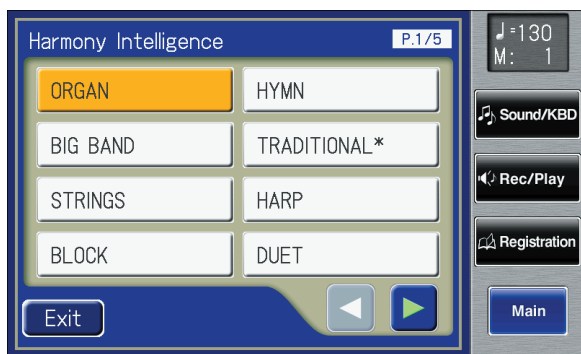 Harmony Intelligence P.1/5
ORGAN HYMN
BIG BAND TRADITIONAL*
STRINGS HARP
BLOCK DUET
Exit
♩=130
M: 1
Sound/KBD
Rec/Play
Registration
Main